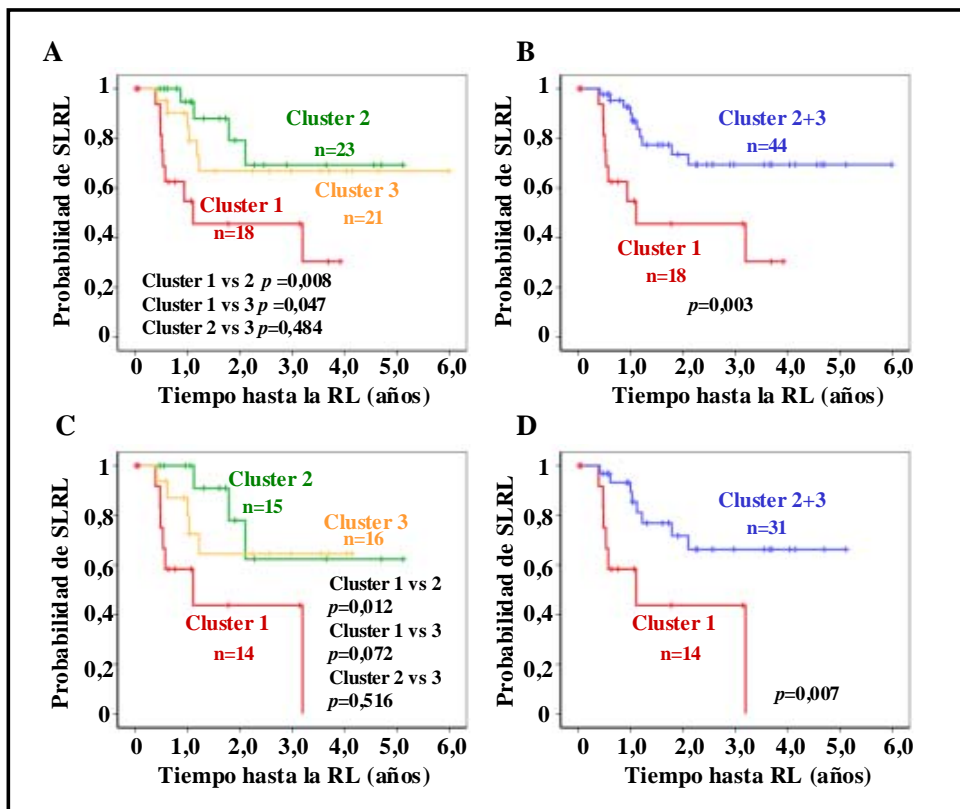 A
Probabilidad de SLRL
1
0,8
0,6
0,4
0,2
0
Cluster 2
n=23
Cluster 3
n=21
Cluster 1
n=18
Cluster 1 vs 2 p =0,008
Cluster 1 vs 3 p =0,047
Cluster 2 vs 3 p=0,484
0 1,0 2,0 3,0 4,0 5,0 6,0
Tiempo hasta la RL (años)
B
Probabilidad de SLRL
1
0,8
0,6
0,4
0,2
0
Cluster 2+3
n=44
Cluster 1
n=18
p=0,003
0 1,0 2,0 3,0 4,0 5,0 6,0
Tiempo hasta la RL (años)
C
Probabilidad de SLRL
1
0,8
0,6
0,4
0,2
0
Cluster 2
n=15
Cluster 3
n=16
Cluster 1
n=14
Cluster 1 vs 2
p=0,012
Cluster 1 vs 3
p=0,072
Cluster 2 vs 3
p=0,516
0 1,0 2,0 3,0 4,0 5,0 6,0
Tiempo hasta la RL (años)
D
Probabilidad de SLRL
1
0,8
0,6
0,4
0,2
0
Cluster 2+3
n=31
Cluster 1
n=14
p=0,007
0 1,0 2,0 3,0 4,0 5,0 6,0
Tiempo hasta la RL (años)